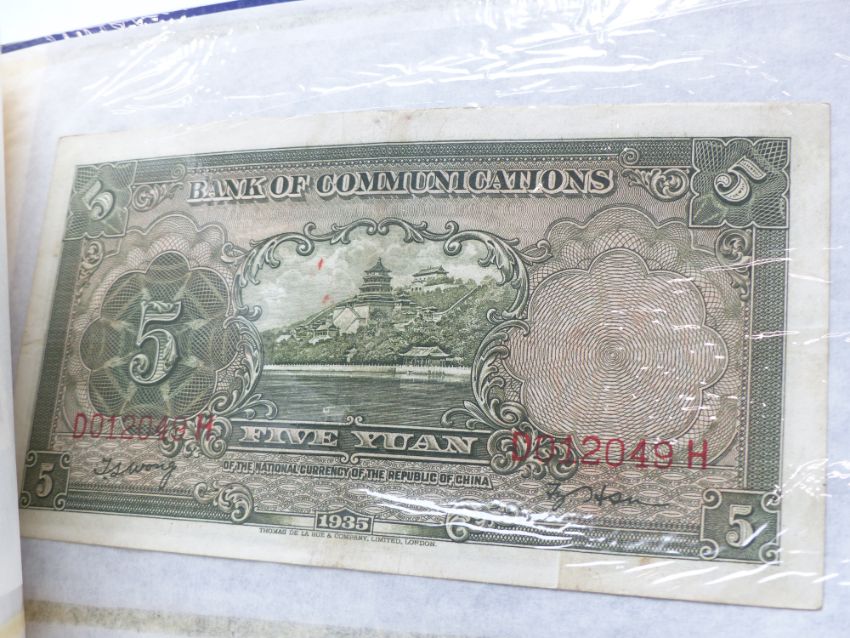 5 BANK OF COMMUNICATIONS 5
5
D012049 H FIVE YUAN D012049 H
OF THE NATIONAL CURRENCY OF THE REPUBLIC OF CHINA
5 1935 5
THOMAS DE LA RUE & COMPANY, LIMITED, LONDON.